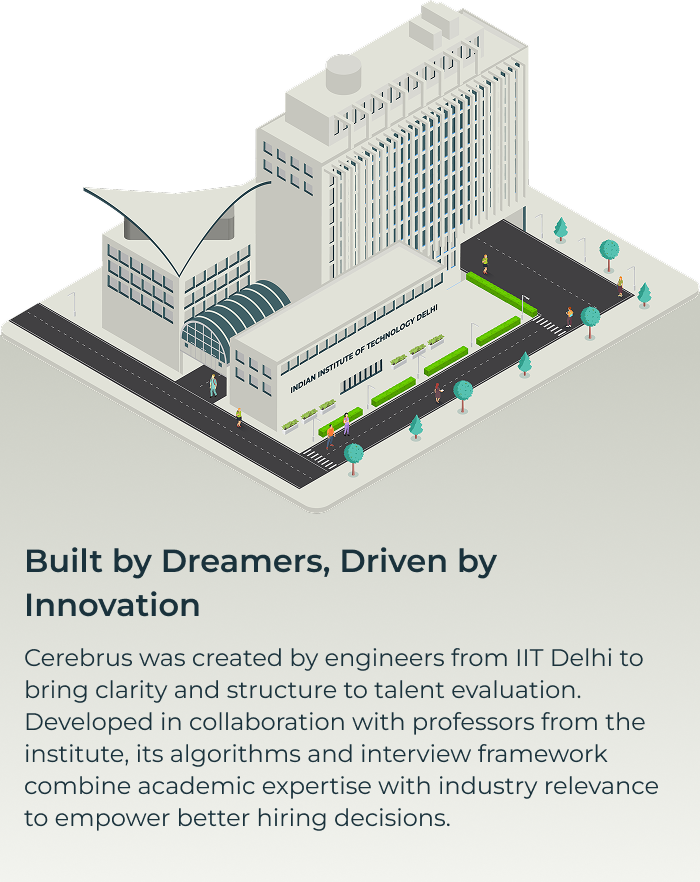 INDIAN INSTITUTE OF TECHNOLOGY DELHI
Built by Dreamers, Driven by
Innovation
Cerebrus was created by engineers from IIT Delhi to
bring clarity and structure to talent evaluation.
Developed in collaboration with professors from the
institute, its algorithms and interview framework
combine academic expertise with industry relevance
to empower better hiring decisions.